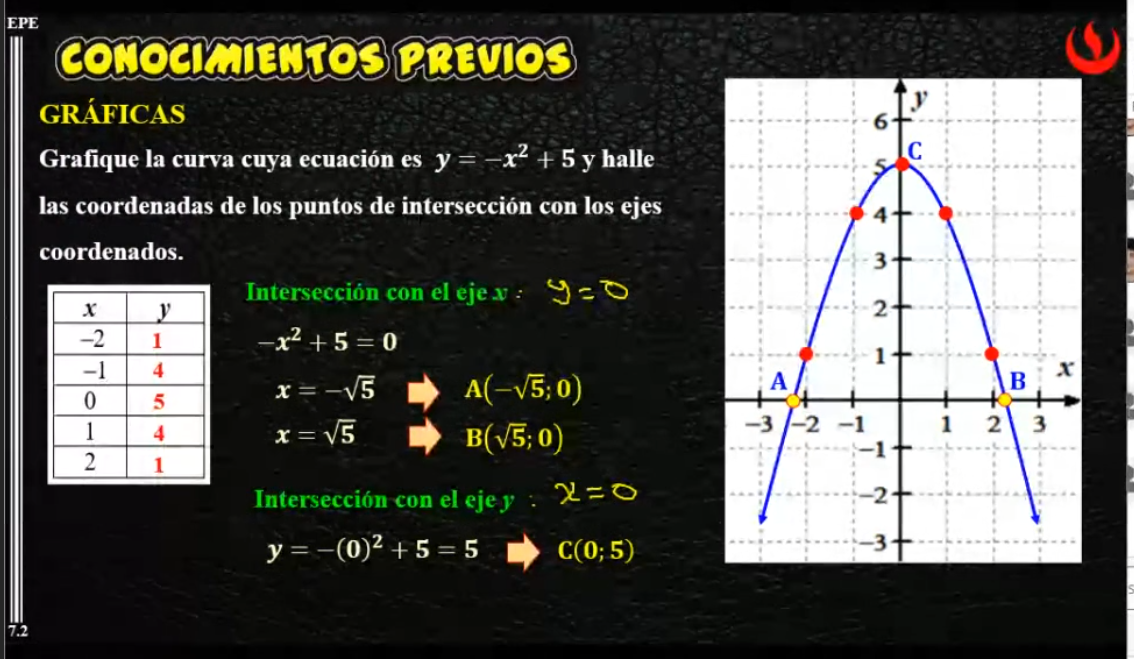 EPE
CONOCIMIENTOS PREVIOS
GRÁFICAS
Grafique la curva cuya ecuación es y = −x² + 5 y halle
las coordenadas de los puntos de intersección con los ejes
coordenados.
x y
−2 1
−1 4
0 5
1 4
2 1
Intersección con el eje x : y=0
−x² + 5 = 0
x = −√5 A(−√5; 0)
x = √5 B(√5; 0)
Intersección con el eje y : x=0
y = −(0)² + 5 = 5 C(0; 5)
y
6
5 C
4
3
2
1
A B x
−3 −2 −1 1 2 3
−1
−2
−3
7.2